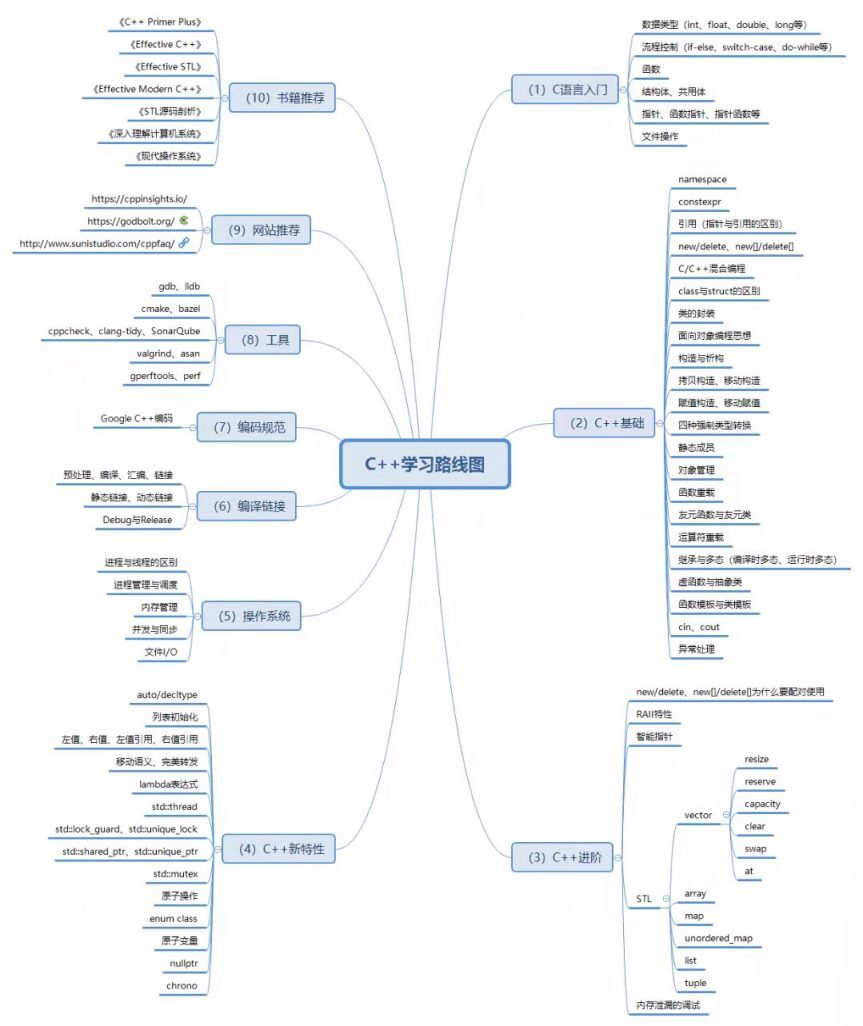 C++学习路线图
（1）C语言入门
数据类型（int、float、double、long等）
流程控制（if-else、switch-case、do-while等）
函数
结构体、共用体
指针、函数指针、指针函数等
文件操作
（2）C++基础
namespace
constexpr
引用（指针与引用的区别）
new/delete、new[]/delete[]
C/C++混合编程
class与struct的区别
类的封装
面向对象编程思想
构造与析构
拷贝构造、移动构造
赋值构造、移动赋值
四种强制类型转换
静态成员
对象管理
函数重载
友元函数与友元类
运算符重载
继承与多态（编译时多态、运行时多态）
虚函数与抽象类
函数模板与类模板
cin、cout
异常处理
（3）C++进阶
new/delete、new[]/delete[]为什么要配对使用
RAII特性
智能指针
STL
vector
resize
reserve
capacity
clear
swap
at
array
map
unordered_map
list
tuple
内存泄漏的调试
（4）C++新特性
auto/decltype
列表初始化
左值、右值、左值引用、右值引用
移动语义、完美转发
lambda表达式
std::thread
std::lock_guard、std::unique_lock
std::shared_ptr、std::unique_ptr
std::mutex
原子操作
enum class
原子变量
nullptr
chrono
（5）操作系统
进程与线程的区别
进程管理与调度
内存管理
并发与同步
文件I/O
（6）编译链接
预处理、编译、汇编、链接
静态链接、动态链接
Debug与Release
（7）编码规范
Google C++编码
（8）工具
gdb、lldb
cmake、bazel
cppcheck、clang-tidy、SonarQube
valgrind、asan
gperftools、perf
（9）网站推荐
https://cppinsights.io/
https://godbolt.org/
http://www.sunistudio.com/cppfaq/
（10）书籍推荐
《C++ Primer Plus》
《Effective C++》
《Effective STL》
《Effective Modern C++》
《STL源码剖析》
《深入理解计算机系统》
《现代操作系统》